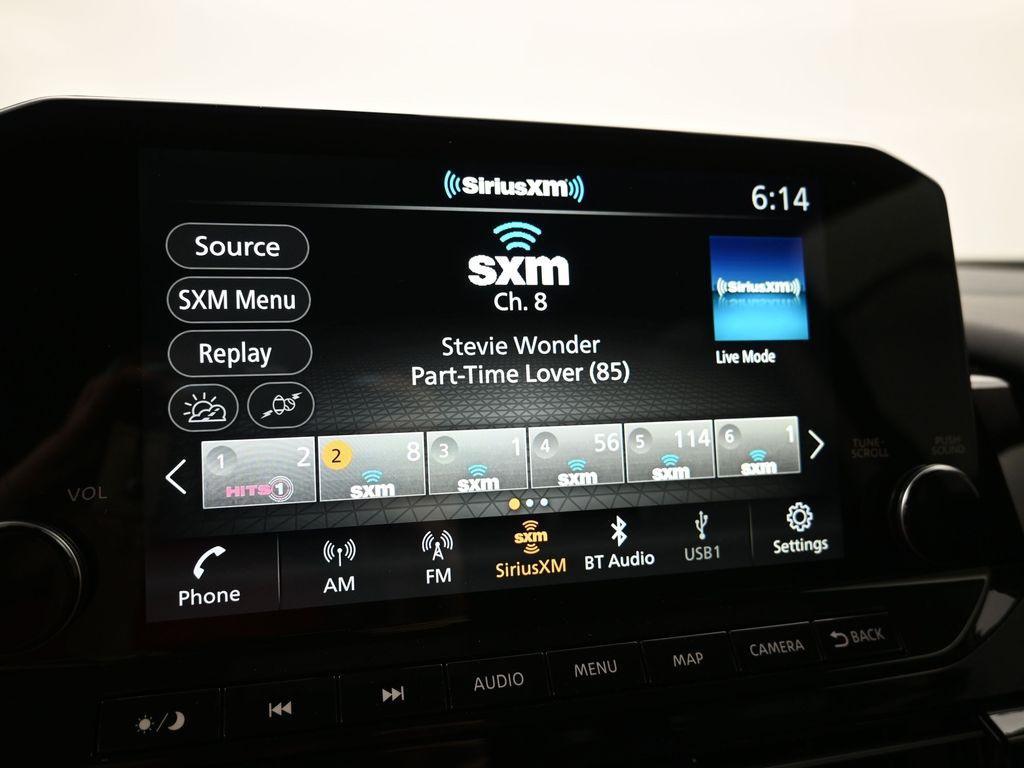 SiriusXM
6:14
Source
SXM Menu
Replay
sxm
Ch. 8
Stevie Wonder
Part-Time Lover (85)
SiriusXM
Live Mode
1 2 HITS 1
2 8 sxm
3 1 sxm
4 56 sxm
5 114 sxm
6 1 sxm
Phone
AM
FM
sxm
SiriusXM
BT Audio
USB1
Settings
VOL
TUNE·
SCROLL
PUSH
SOUND
AUDIO
MENU
MAP
CAMERA
BACK